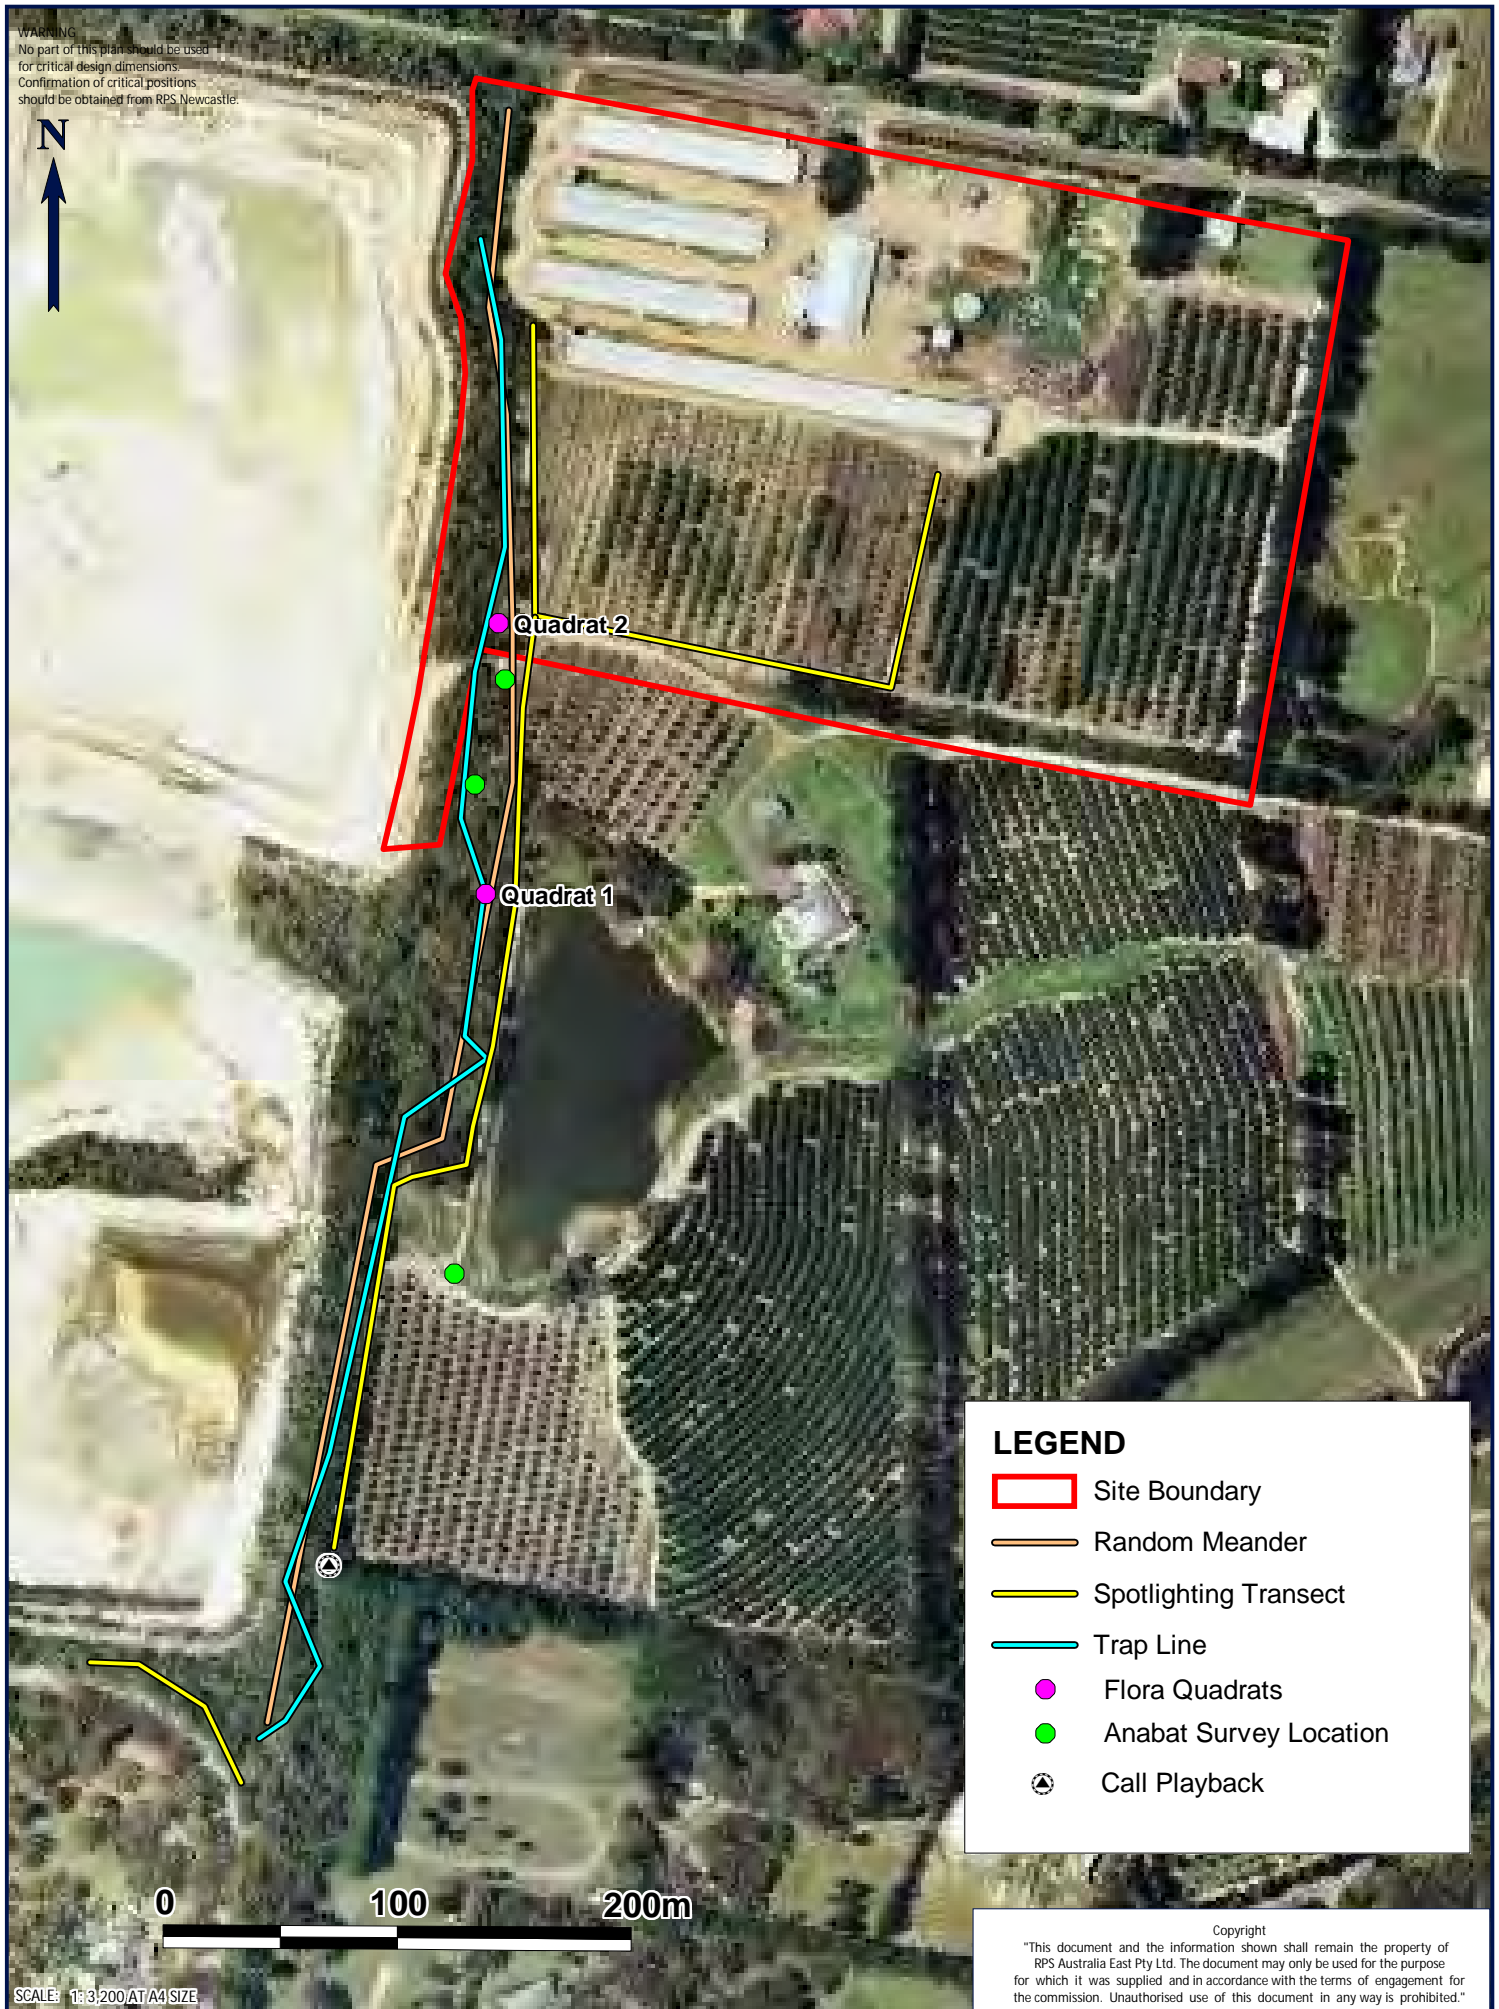 WARNING
No part of this plan should be used
for critical design dimensions.
Confirmation of critical positions
should be obtained from RPS Newcastle.
N
Quadrat 2
Quadrat 1
LEGEND
Site Boundary
Random Meander
Spotlighting Transect
Trap Line
Flora Quadrats
Anabat Survey Location
Call Playback
0 100 200m
SCALE: 1: 3,200 AT A4 SIZE
Copyright
"This document and the information shown shall remain the property of
RPS Australia East Pty Ltd. The document may only be used for the purpose
for which it was supplied and in accordance with the terms of engagement for
the commission. Unauthorised use of this document in any way is prohibited."